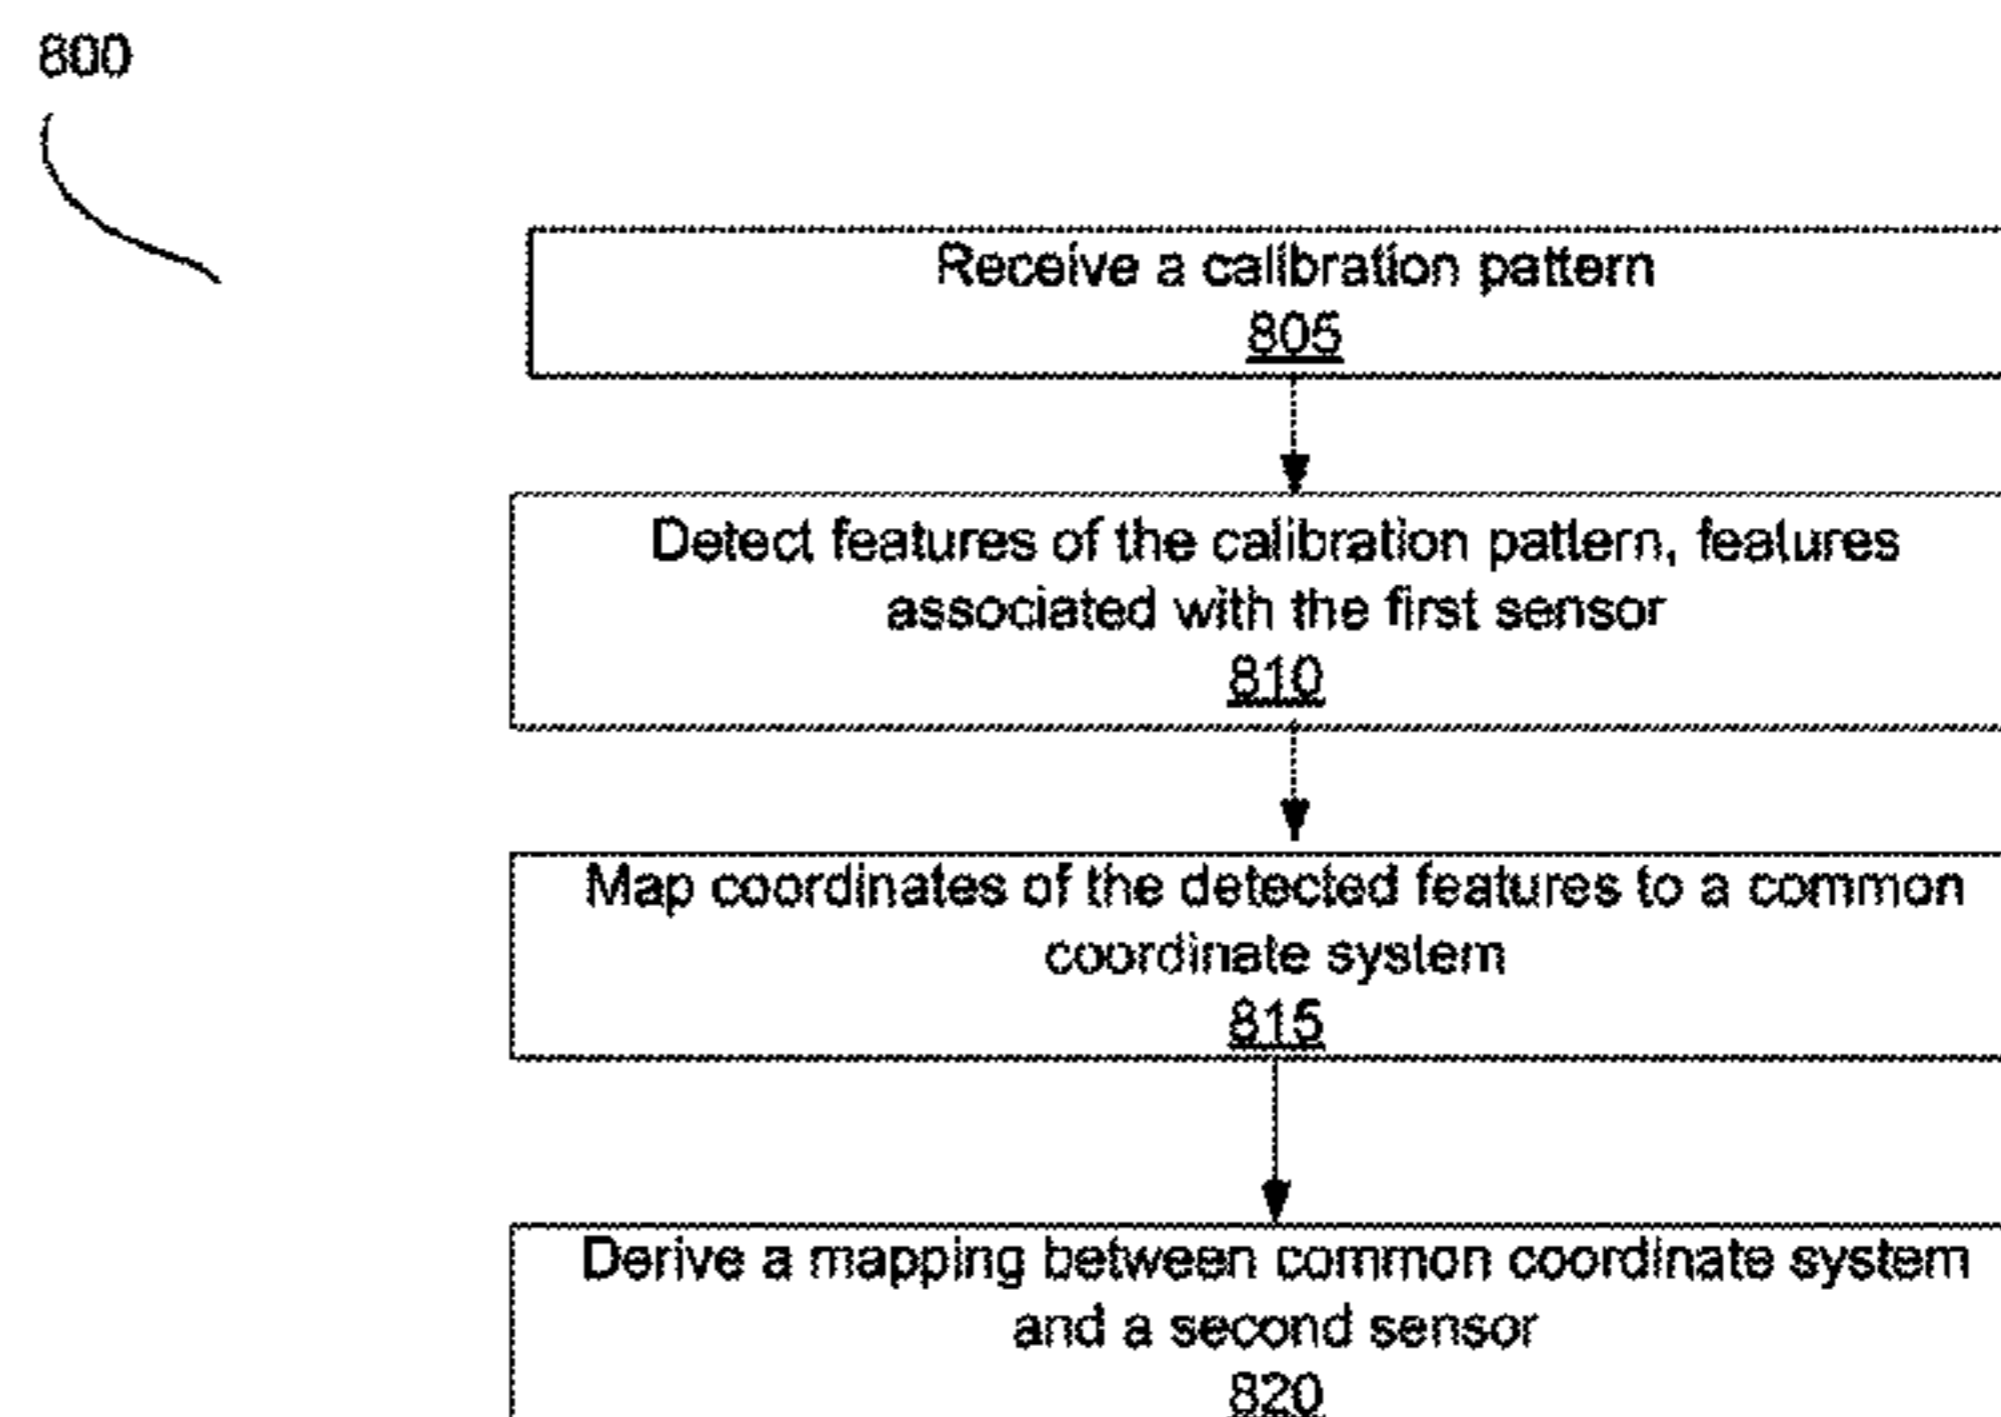 800
Receive a calibration pattern
805
Detect features of the calibration pattern, features
associated with the first sensor
810
Map coordinates of the detected features to a common
coordinate system
815
Derive a mapping between common coordinate system
and a second sensor
820